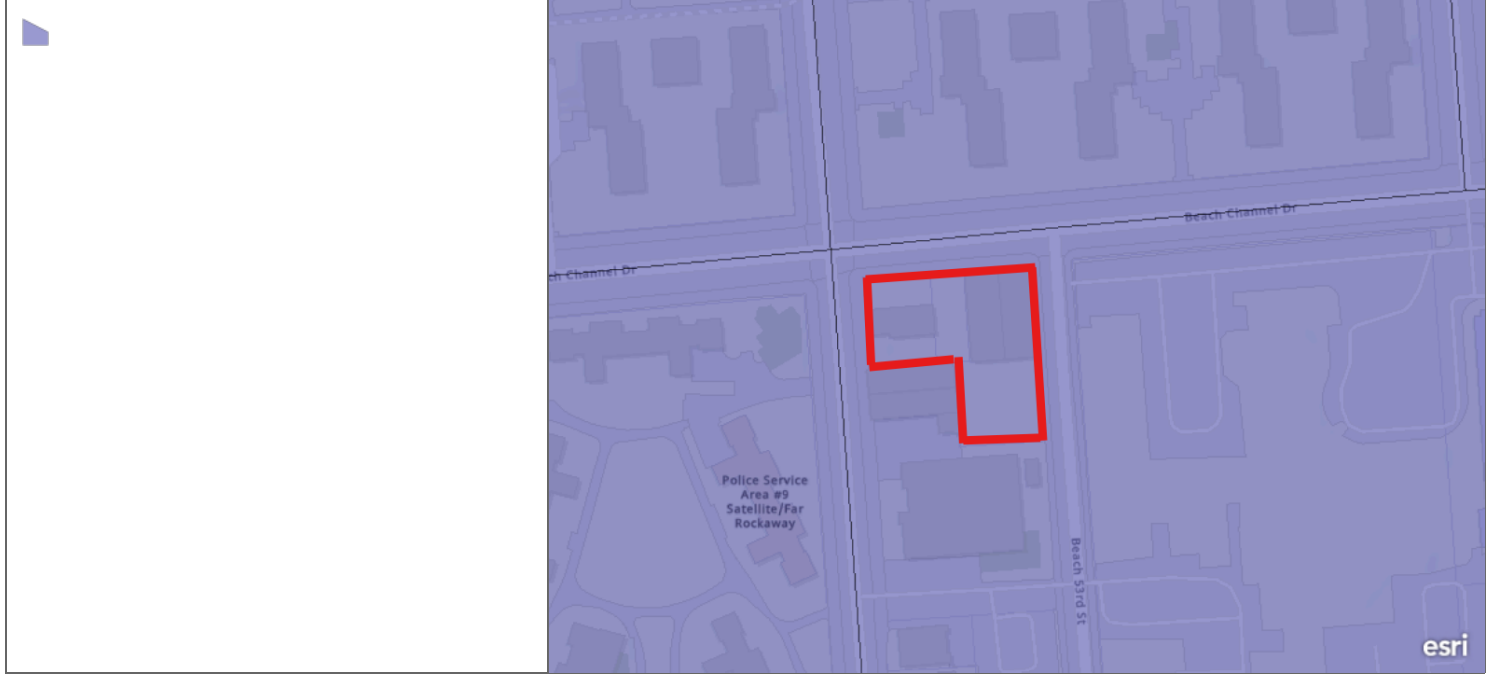 Beach Channel Dr
ch Channel Dr
Police Service
Area #9
Satellite/Far
Rockaway
Beach 53rd St
esri